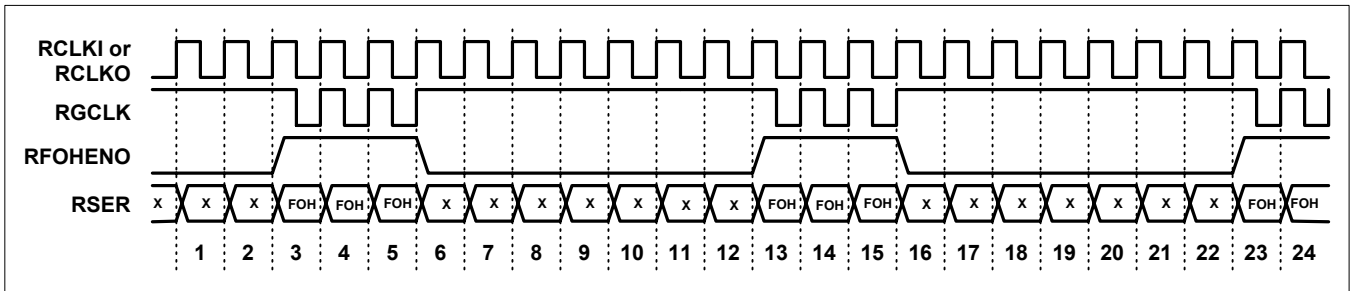 RCLKI or
RCLKO
RGCLK
RFOHENO
RSER X X X FOH FOH FOH X X X X X X X FOH FOH FOH X X X X X X X FOH FOH
1 2 3 4 5 6 7 8 9 10 11 12 13 14 15 16 17 18 19 20 21 22 23 24